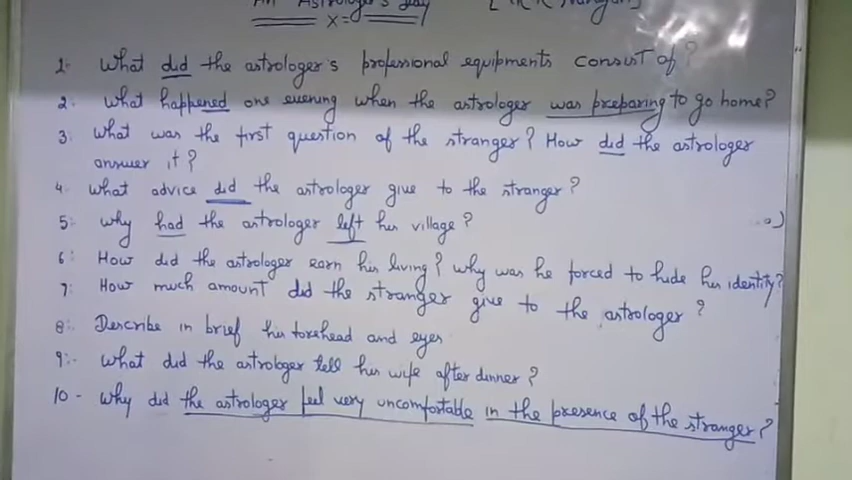 An Astrologer's day [ R.K Narayan]
x
1. What did the astrologer's professional equipments consist of?
2. What happened one evening when the astrologer was preparing to go home?
3. What was the first question of the stranger? How did the astrologer
answer it?
4. What advice did the astrologer give to the stranger?
5:- Why had the astrologer left his village?
6: How did the astrologer earn his living? Why was he forced to hide his identity?
7: How much amount did the stranger give to the astrologer?
8:. Describe in brief his forehead and eyes
9:- What did the astrologer tell his wife after dinner?
10 - Why did the astrologer feel very uncomfortable in the presence of the stranger?